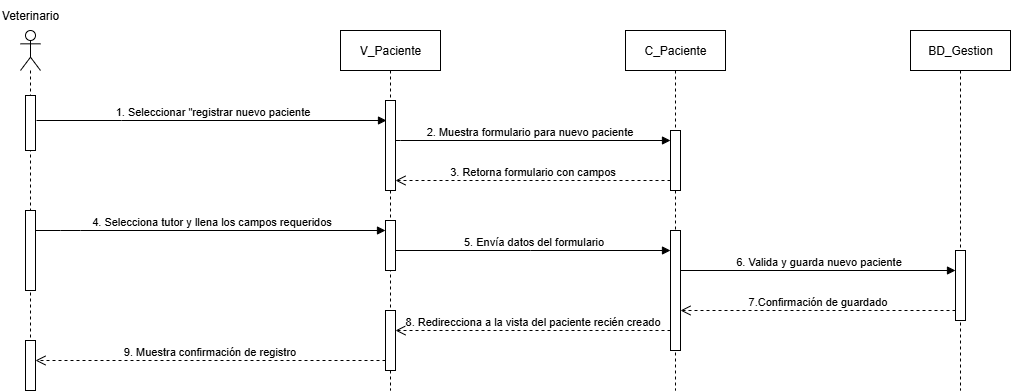 Veterinario
V_Paciente
C_Paciente
BD_Gestion
1. Seleccionar "registrar nuevo paciente
2. Muestra formulario para nuevo paciente
3. Retorna formulario con campos
4. Selecciona tutor y llena los campos requeridos
5. Envía datos del formulario
6. Valida y guarda nuevo paciente
7.Confirmación de guardado
8. Redirecciona a la vista del paciente recién creado
9. Muestra confirmación de registro